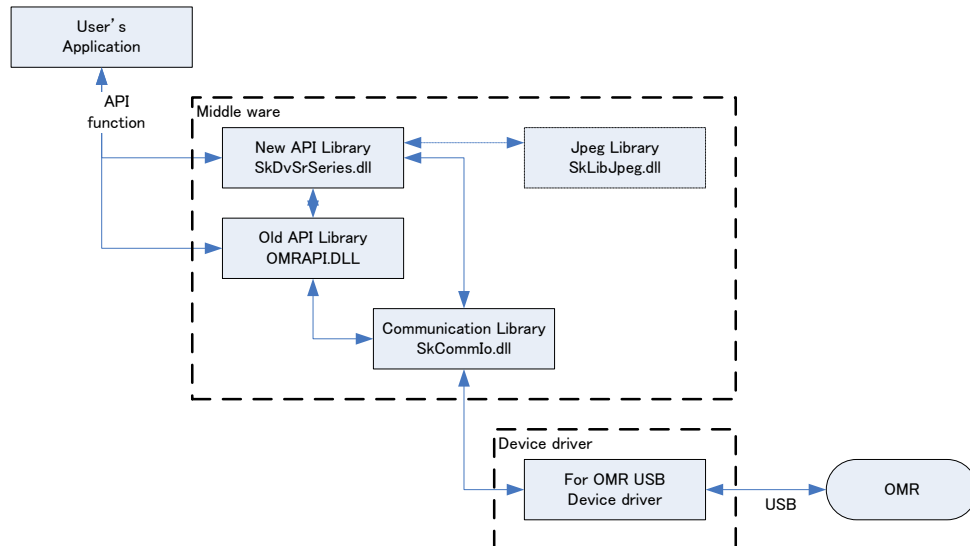 User's
Application
API
function
Middle ware
New API Library
SkDvSrSeries.dll
Jpeg Library
SkLibJpeg.dll
Old API Library
OMRAPI.DLL
Communication Library
SkCommIo.dll
Device driver
For OMR USB
Device driver
USB
OMR